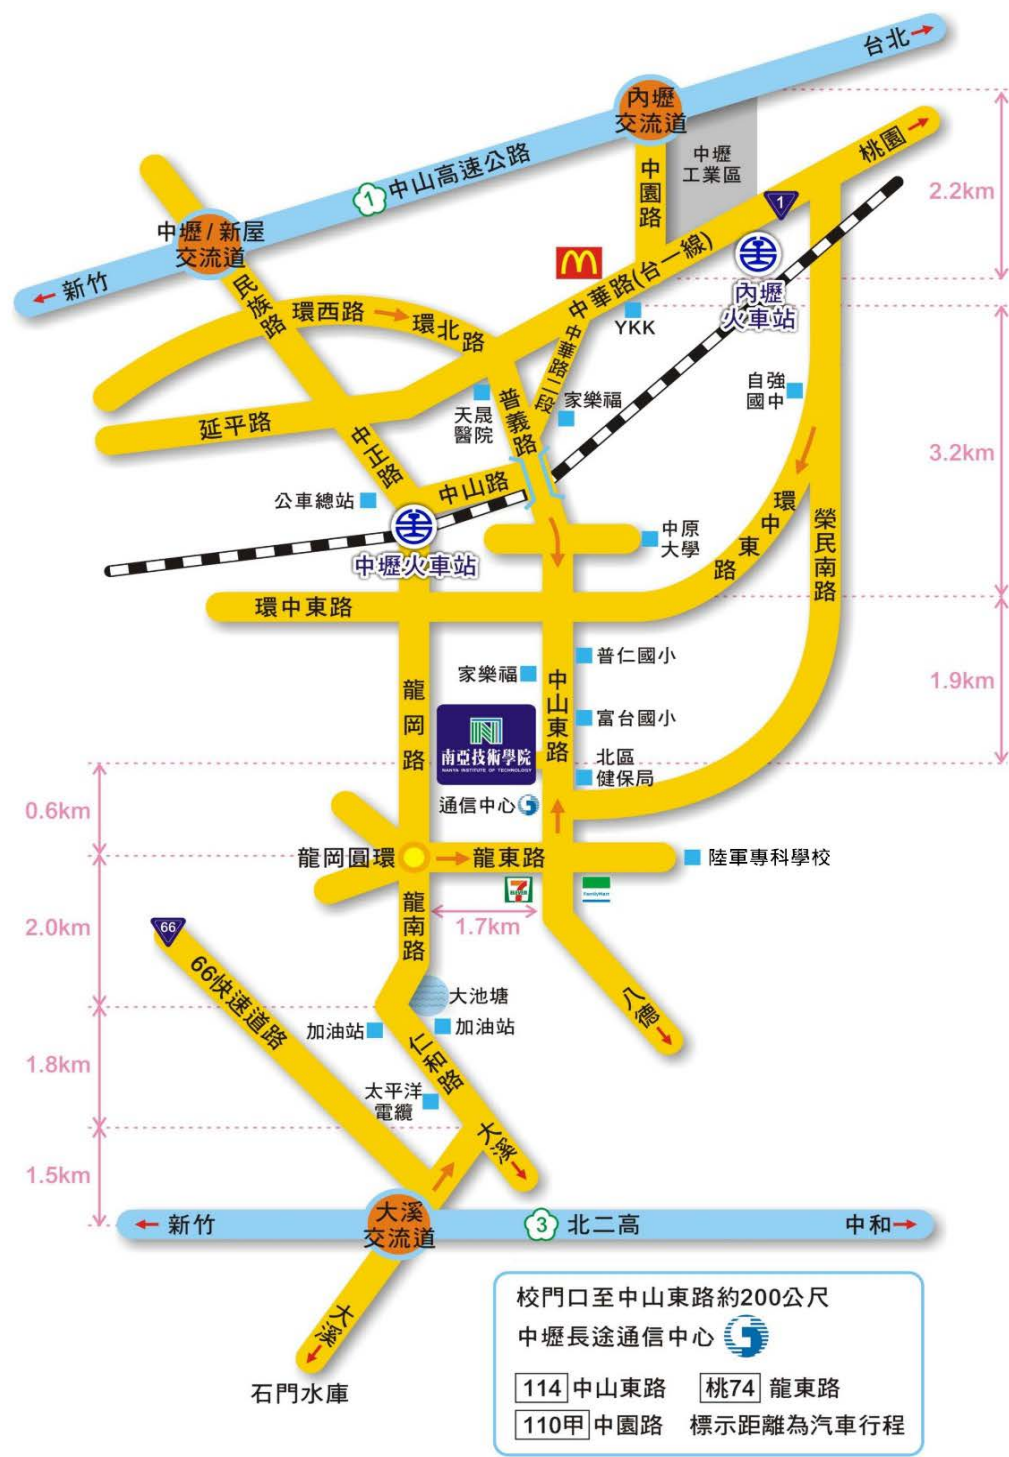 台北
內壢
交流道
中壢
工業區
桃園
1
中山高速公路
中園路
2.2km
1
中壢/新屋
交流道
新竹
中華路(台一線)
內壢
火車站
民族路
環西路
環北路
YKK
中華路二段
自強
國中
天晟
醫院
普義路
家樂福
延平路
中正路
3.2km
公車總站
中山路
環中東路
榮民南路
中原
大學
中壢火車站
環中東路
普仁國小
家樂福
龍岡路
中山東路
1.9km
富台國小
南亞技術學院
NANYA INSTITUTE OF TECHNOLOGY
北區
健保局
通信中心
0.6km
龍岡圓環
龍東路
陸軍專科學校
7
ELEVEN
FamilyMart
龍南路
1.7km
2.0km
66
66快速道路
大池塘
八德
加油站
加油站
仁和路
1.8km
太平洋
電纜
大溪
1.5km
大溪
交流道
新竹
3
北二高
中和
大溪
石門水庫
校門口至中山東路約200公尺
中壢長途通信中心
114 中山東路 桃74 龍東路
110甲 中園路 標示距離為汽車行程